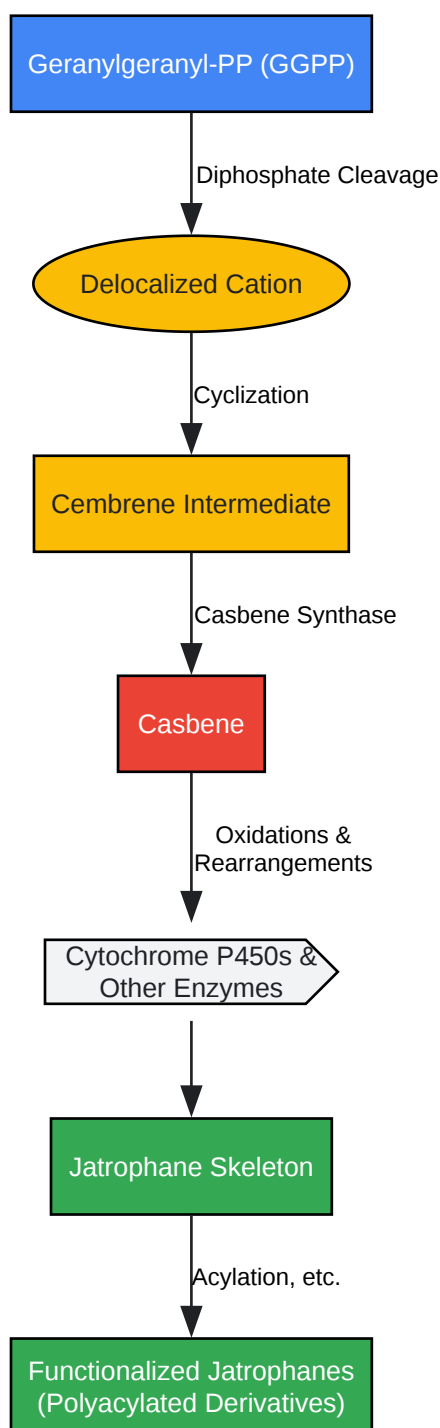 Geranylgeranyl-PP (GGPP)
Diphosphate Cleavage
Delocalized Cation
Cyclization
Cembrene Intermediate
Casbene Synthase
Casbene
Oxidations &
Rearrangements
Cytochrome P450s &
Other Enzymes
Jatrophane Skeleton
Acylation, etc.
Functionalized Jatrophanes
(Polyacylated Derivatives)